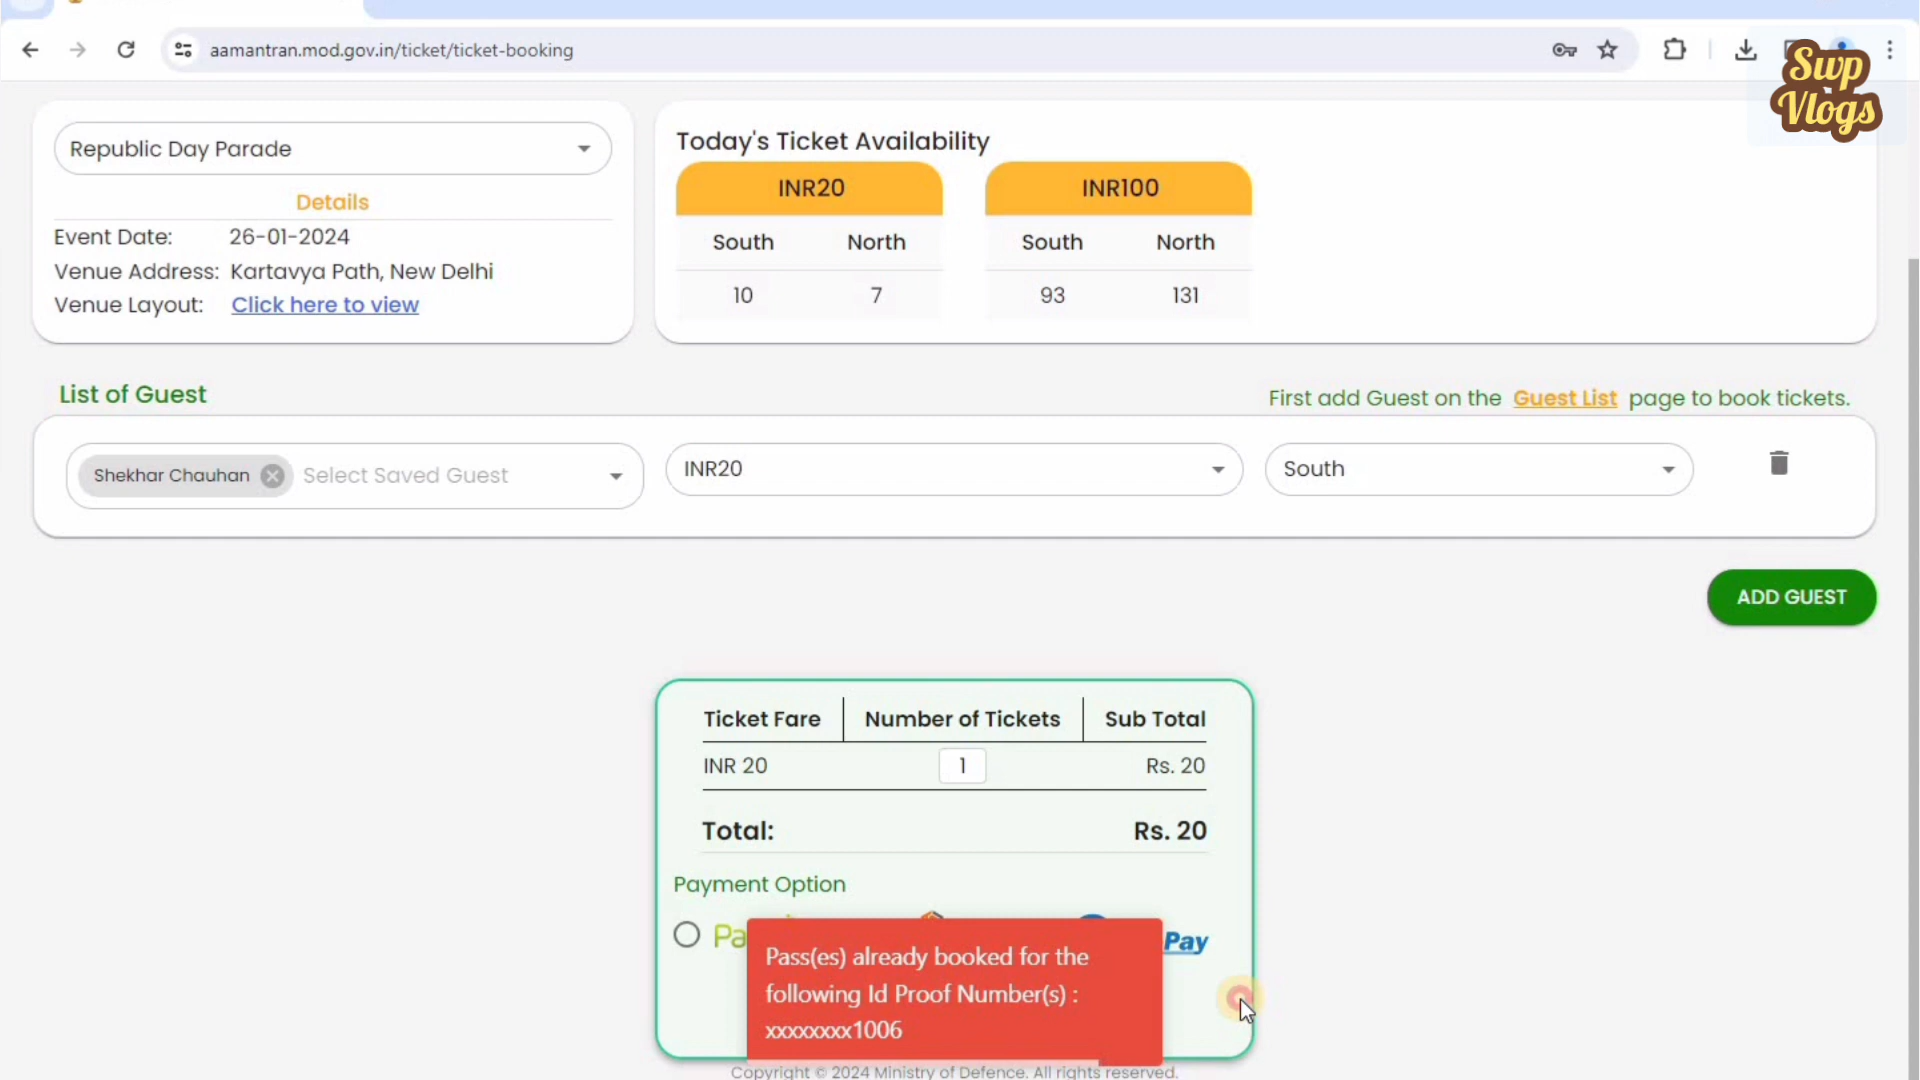 aamantran.mod.gov.in/ticket/ticket-booking
Swp
Vlogs
Republic Day Parade
Details
Event Date: 26-01-2024
Venue Address: Kartavya Path, New Delhi
Venue Layout: Click here to view
Today's Ticket Availability
INR20 INR100
South North South North
10 7 93 131
List of Guest
First add Guest on the Guest List page to book tickets.
Shekhar Chauhan Select Saved Guest INR20 South
ADD GUEST
Ticket Fare Number of Tickets Sub Total
INR 20 1 Rs. 20
Total: Rs. 20
Payment Option
Pay
Pass(es) already booked for the
following Id Proof Number(s) :
xxxxxxxx1006
Copyright © 2024 Ministry of Defence. All rights reserved.